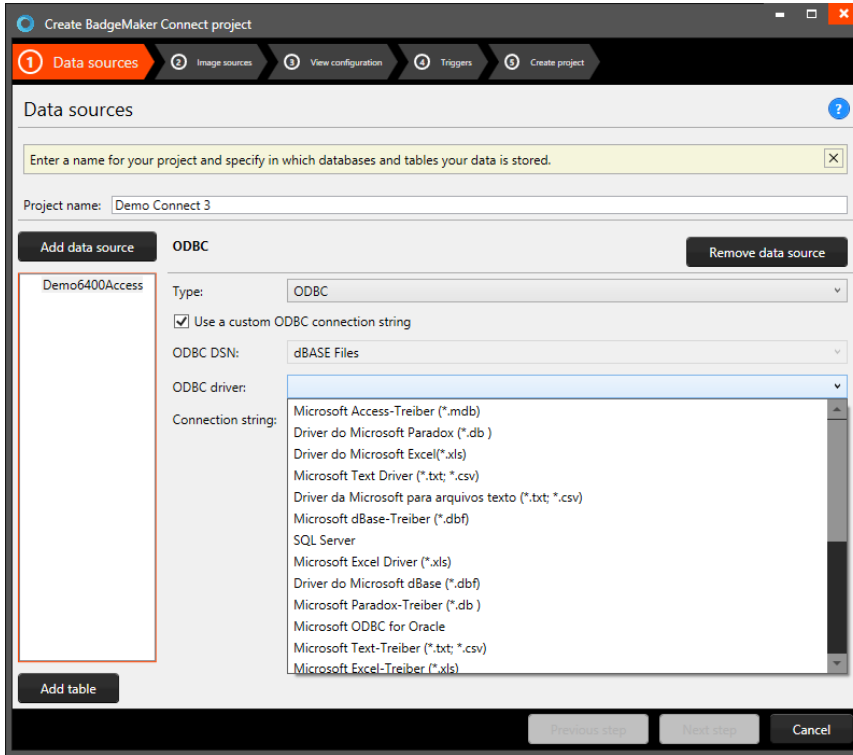 Create BadgeMaker Connect project
1 Data sources 2 Image sources 3 View configuration 4 Triggers 5 Create project
Data sources ?
Enter a name for your project and specify in which databases and tables your data is stored.
Project name: Demo Connect 3
Add data source ODBC Remove data source
Demo6400Access Type: ODBC
Use a custom ODBC connection string
ODBC DSN: dBASE Files
ODBC driver:
Connection string: Microsoft Access-Treiber (*.mdb)
Driver do Microsoft Paradox (*.db )
Driver do Microsoft Excel(*.xls)
Microsoft Text Driver (*.txt; *.csv)
Driver da Microsoft para arquivos texto (*.txt; *.csv)
Microsoft dBase-Treiber (*.dbf)
SQL Server
Microsoft Excel Driver (*.xls)
Driver do Microsoft dBase (*.dbf)
Microsoft Paradox-Treiber (*.db )
Microsoft ODBC for Oracle
Microsoft Text-Treiber (*.txt; *.csv)
Microsoft Excel-Treiber (*.xls)
Add table
Previous step Next step Cancel